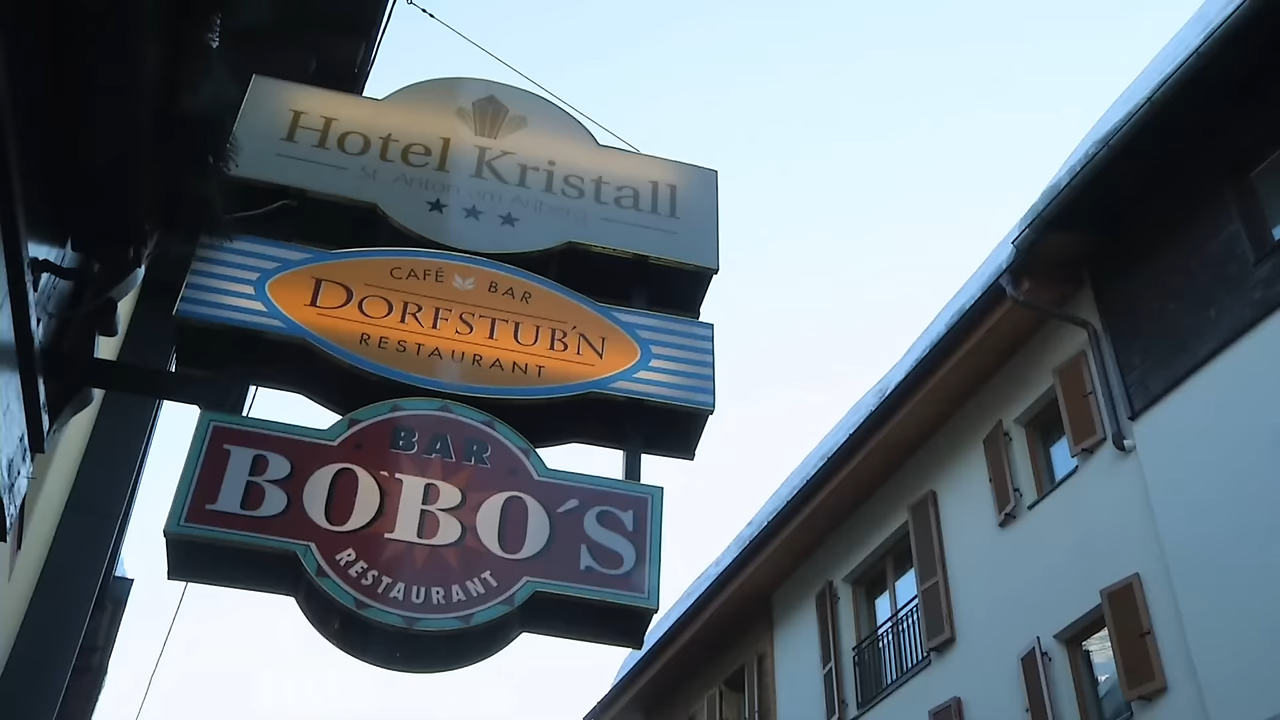 Hotel Kristall
St. Anton am Arlberg
CAFÉ BAR
DORFSTUB'N
RESTAURANT
BAR
BOBO´S
RESTAURANT